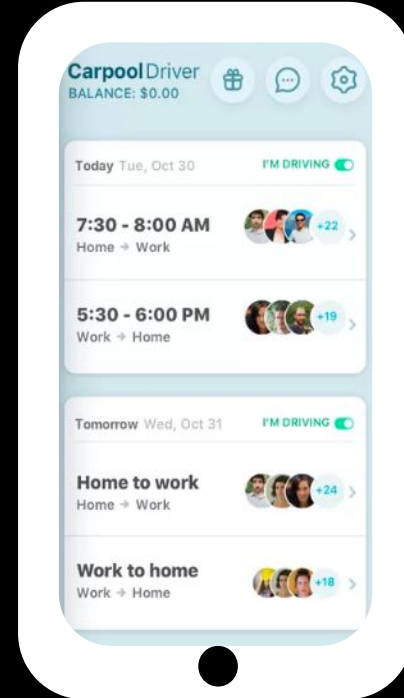 Carpool Driver
BALANCE: $0.00
Today Tue, Oct 30 I'M DRIVING
7:30 - 8:00 AM +22
Home → Work
5:30 - 6:00 PM +19
Work → Home
Tomorrow Wed, Oct 31 I'M DRIVING
Home to work +24
Home → Work
Work to home +18
Work → Home